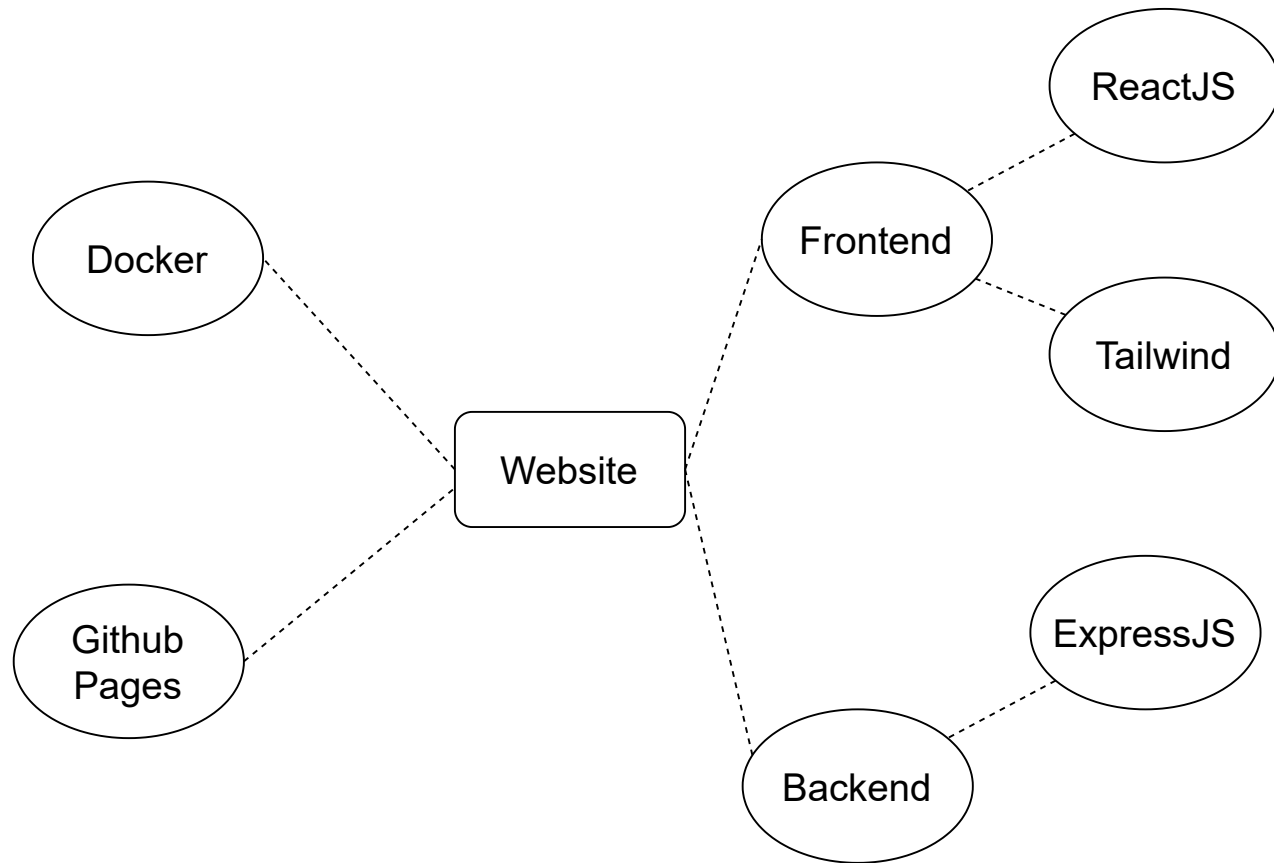 ReactJS
Frontend
Docker
Tailwind
Website
Github
Pages
ExpressJS
Backend